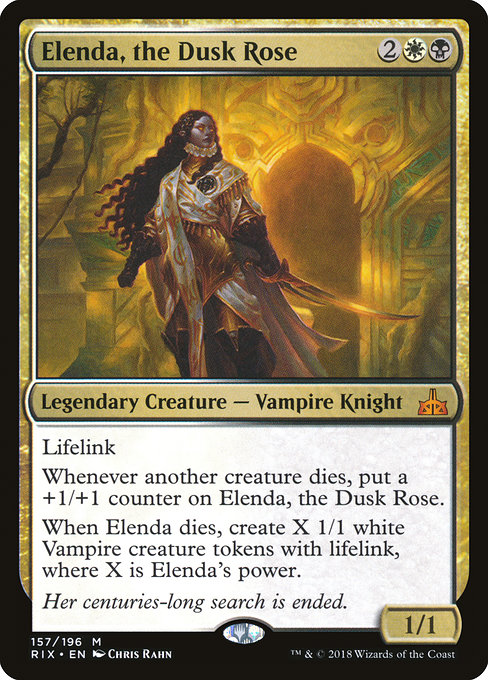 Elenda, the Dusk Rose 2
Legendary Creature — Vampire Knight
Lifelink
Whenever another creature dies, put a
+1/+1 counter on Elenda, the Dusk Rose.
When Elenda dies, create X 1/1 white
Vampire creature tokens with lifelink,
where X is Elenda's power.
Her centuries-long search is ended.
1/1
157/196 M
RIX • EN Chris Rahn ™ & © 2018 Wizards of the Coast